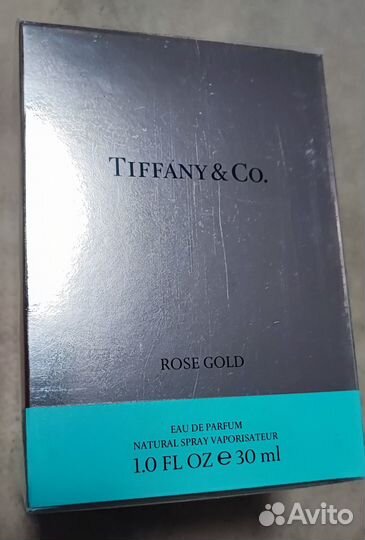 TIFFANY & CO.
ROSE GOLD
EAU DE PARFUM
NATURAL SPRAY VAPORISATEUR
1.0 FL OZ ℮ 30 ml
Avito